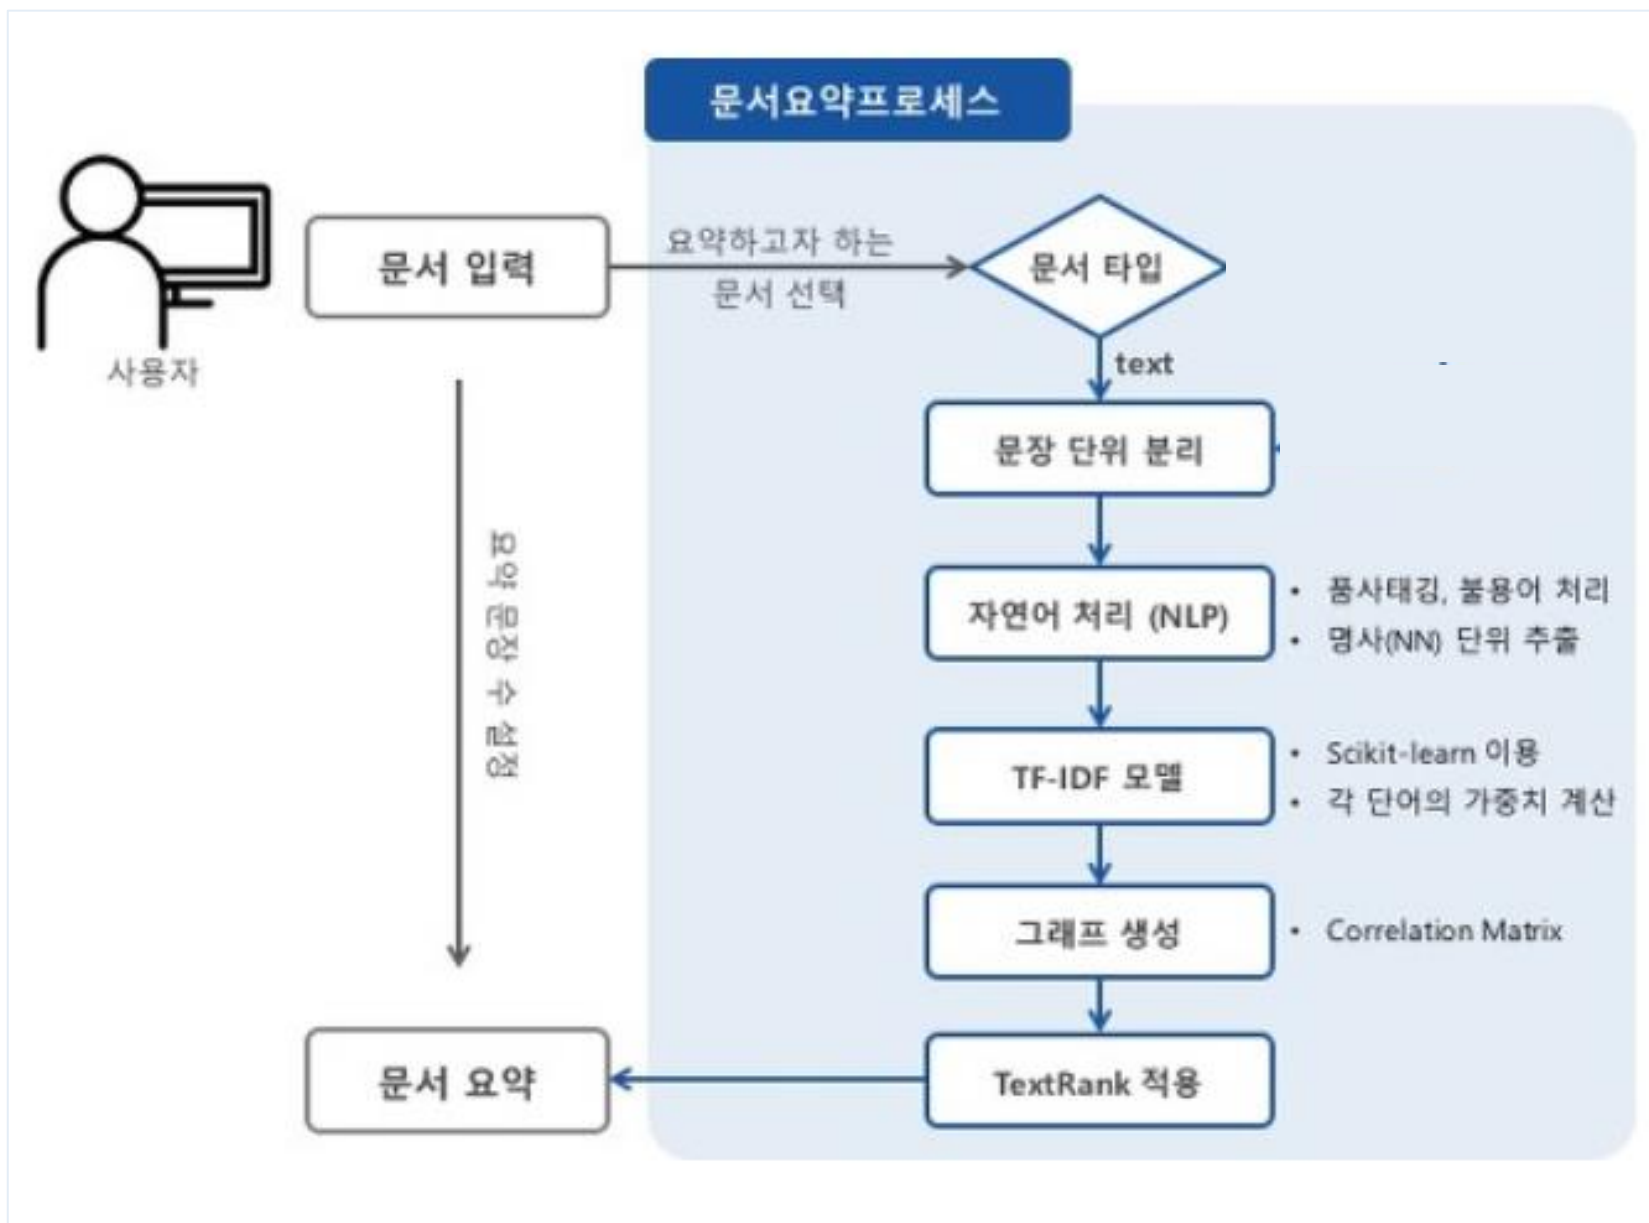 문서요약프로세스
사용자
문서 입력
요약하고자 하는
문서 선택
문서 타입
text
문장 단위 분리
자연어 처리 (NLP)
• 품사태깅, 불용어 처리
• 명사(NN) 단위 추출
요약 문장 수 설정
TF-IDF 모델
• Scikit-learn 이용
• 각 단어의 가중치 계산
그래프 생성
• Correlation Matrix
TextRank 적용
문서 요약